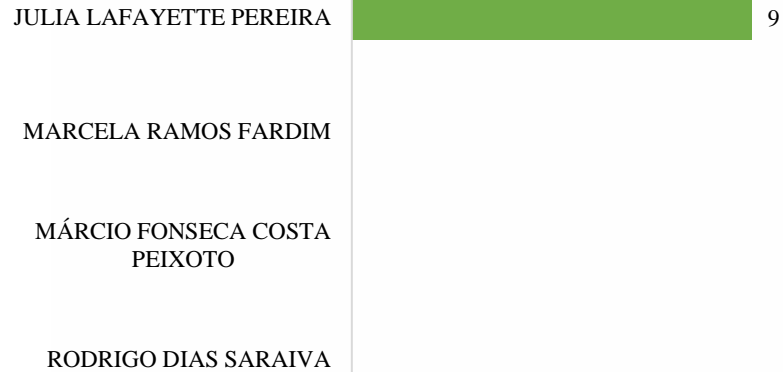 JULIA LAFAYETTE PEREIRA 9
MARCELA RAMOS FARDIM
MÁRCIO FONSECA COSTA
PEIXOTO
RODRIGO DIAS SARAIVA